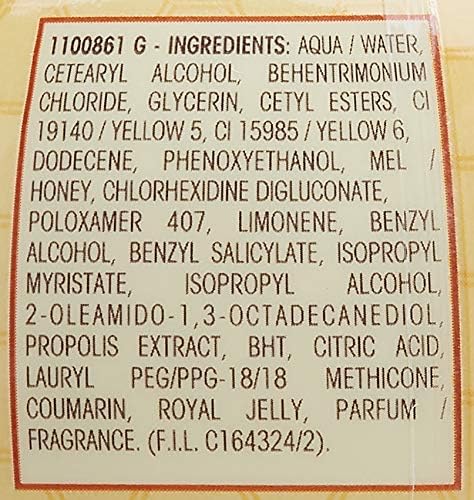 1100861 G - INGREDIENTS: AQUA / WATER,
CETEARYL ALCOHOL, BEHENTRIMONIUM
CHLORIDE, GLYCERIN, CETYL ESTERS, CI
19140 / YELLOW 5, CI 15985 / YELLOW 6,
DODECENE, PHENOXYETHANOL, MEL /
HONEY, CHLORHEXIDINE DIGLUCONATE,
POLOXAMER 407, LIMONENE, BENZYL
ALCOHOL, BENZYL SALICYLATE, ISOPROPYL
MYRISTATE, ISOPROPYL ALCOHOL,
2-OLEAMIDO-1,3-OCTADECANEDIOL,
PROPOLIS EXTRACT, BHT, CITRIC ACID,
LAURYL PEG/PPG-18/18 METHICONE,
COUMARIN, ROYAL JELLY, PARFUM /
FRAGRANCE. (F.I.L. C164324/2).